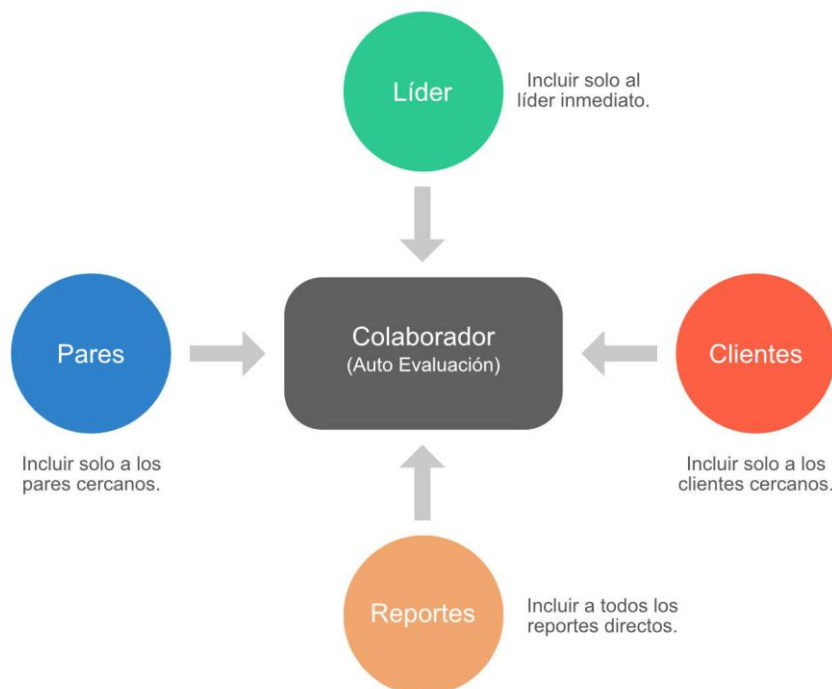 Líder
Incluir solo al
líder inmediato.
Pares
Colaborador
(Auto Evaluación)
Clientes
Incluir solo a los
pares cercanos.
Incluir solo a los
clientes cercanos.
Reportes
Incluir a todos los
reportes directos.